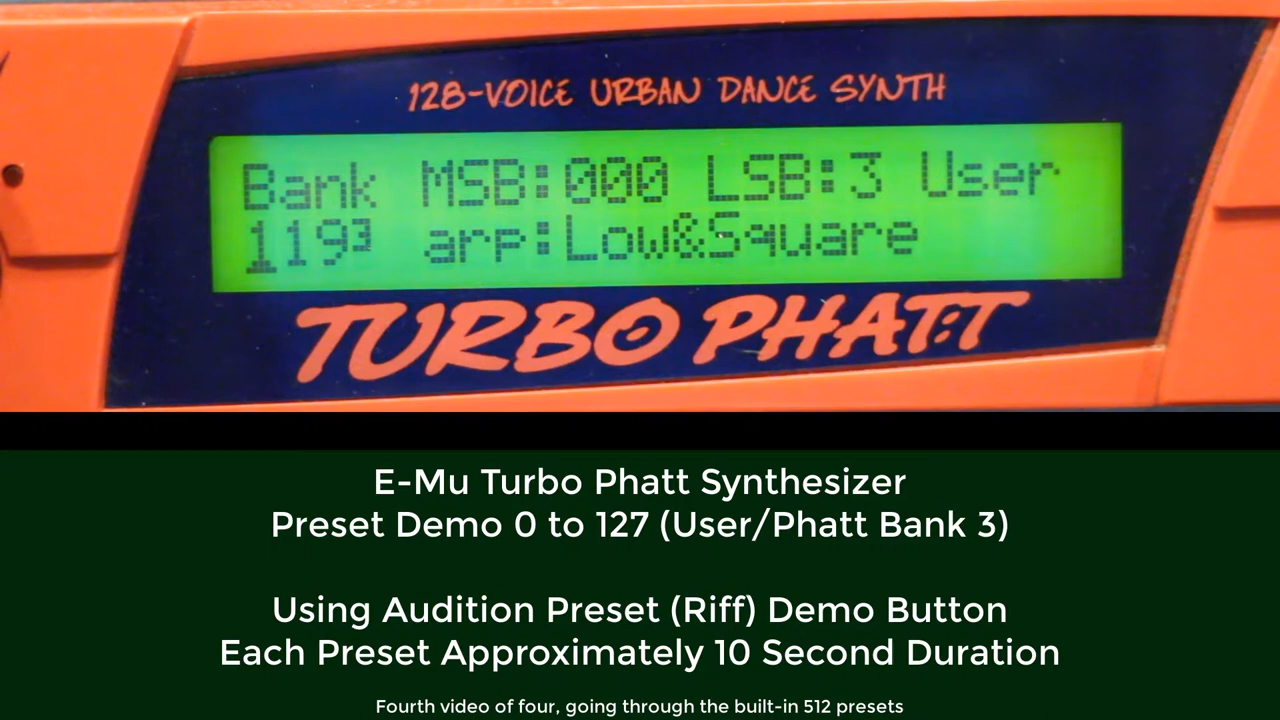 128-VOICE URBAN DANCE SYNTH
Bank MSB:000 LSB:3 User
119³ arp:Low&Square
TURBO PHATT
E-Mu Turbo Phatt Synthesizer
Preset Demo 0 to 127 (User/Phatt Bank 3)
Using Audition Preset (Riff) Demo Button
Each Preset Approximately 10 Second Duration
Fourth video of four, going through the built-in 512 presets